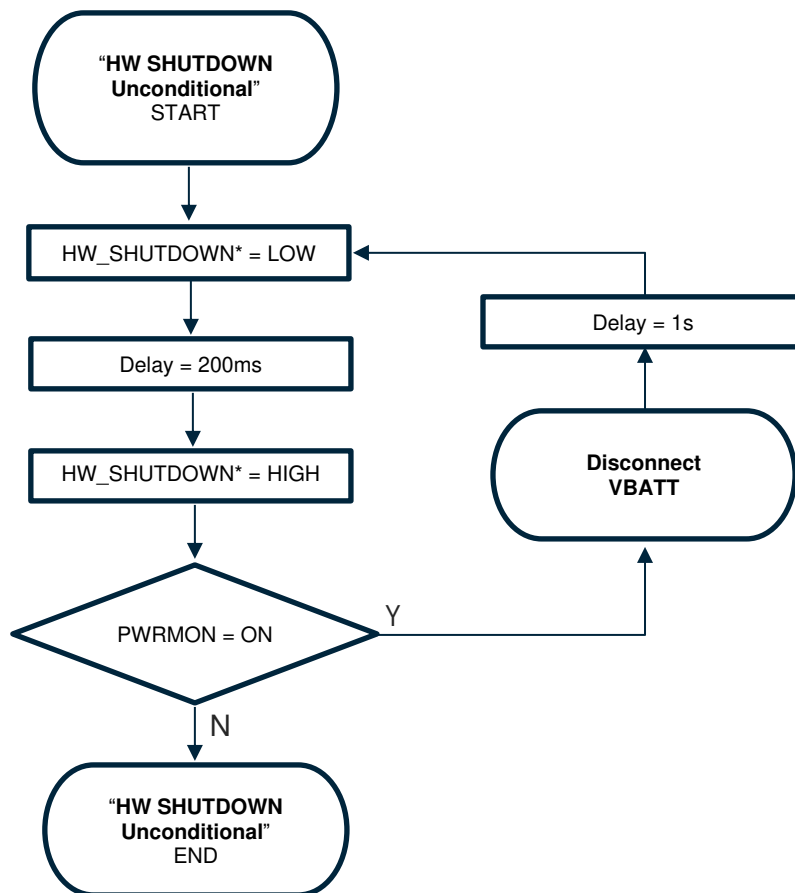 “HW SHUTDOWN
Unconditional”
START
HW_SHUTDOWN* = LOW
Delay = 200ms
HW_SHUTDOWN* = HIGH
PWRMON = ON
Y
Disconnect
VBATT
Delay = 1s
N
“HW SHUTDOWN
Unconditional”
END